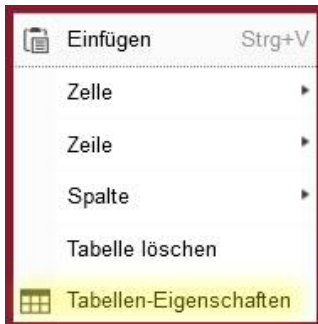 Einfügen Strg+V
Zelle
Zeile
Spalte
Tabelle löschen
Tabellen-Eigenschaften